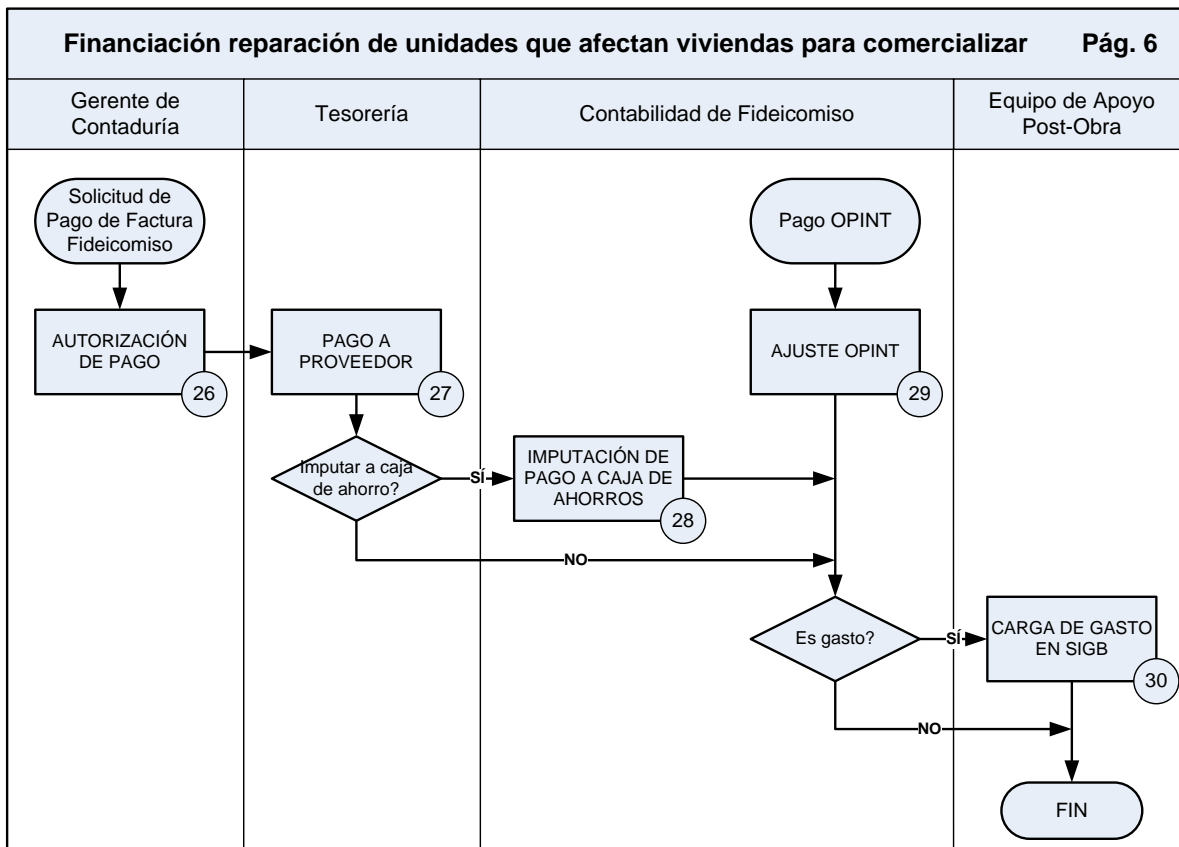 Financiación reparación de unidades que afectan viviendas para comercializar Pág. 6
Gerente de
Contaduría
Tesorería
Contabilidad de Fideicomiso
Equipo de Apoyo
Post-Obra
Solicitud de
Pago de Factura
Fideicomiso
Pago OPINT
AUTORIZACIÓN
DE PAGO
26
PAGO A
PROVEEDOR
27
AJUSTE OPINT
29
Imputar a caja
de ahorro?
SÍ
IMPUTACIÓN DE
PAGO A CAJA DE
AHORROS
28
NO
Es gasto?
SÍ
CARGA DE GASTO
EN SIGB
30
NO
FIN